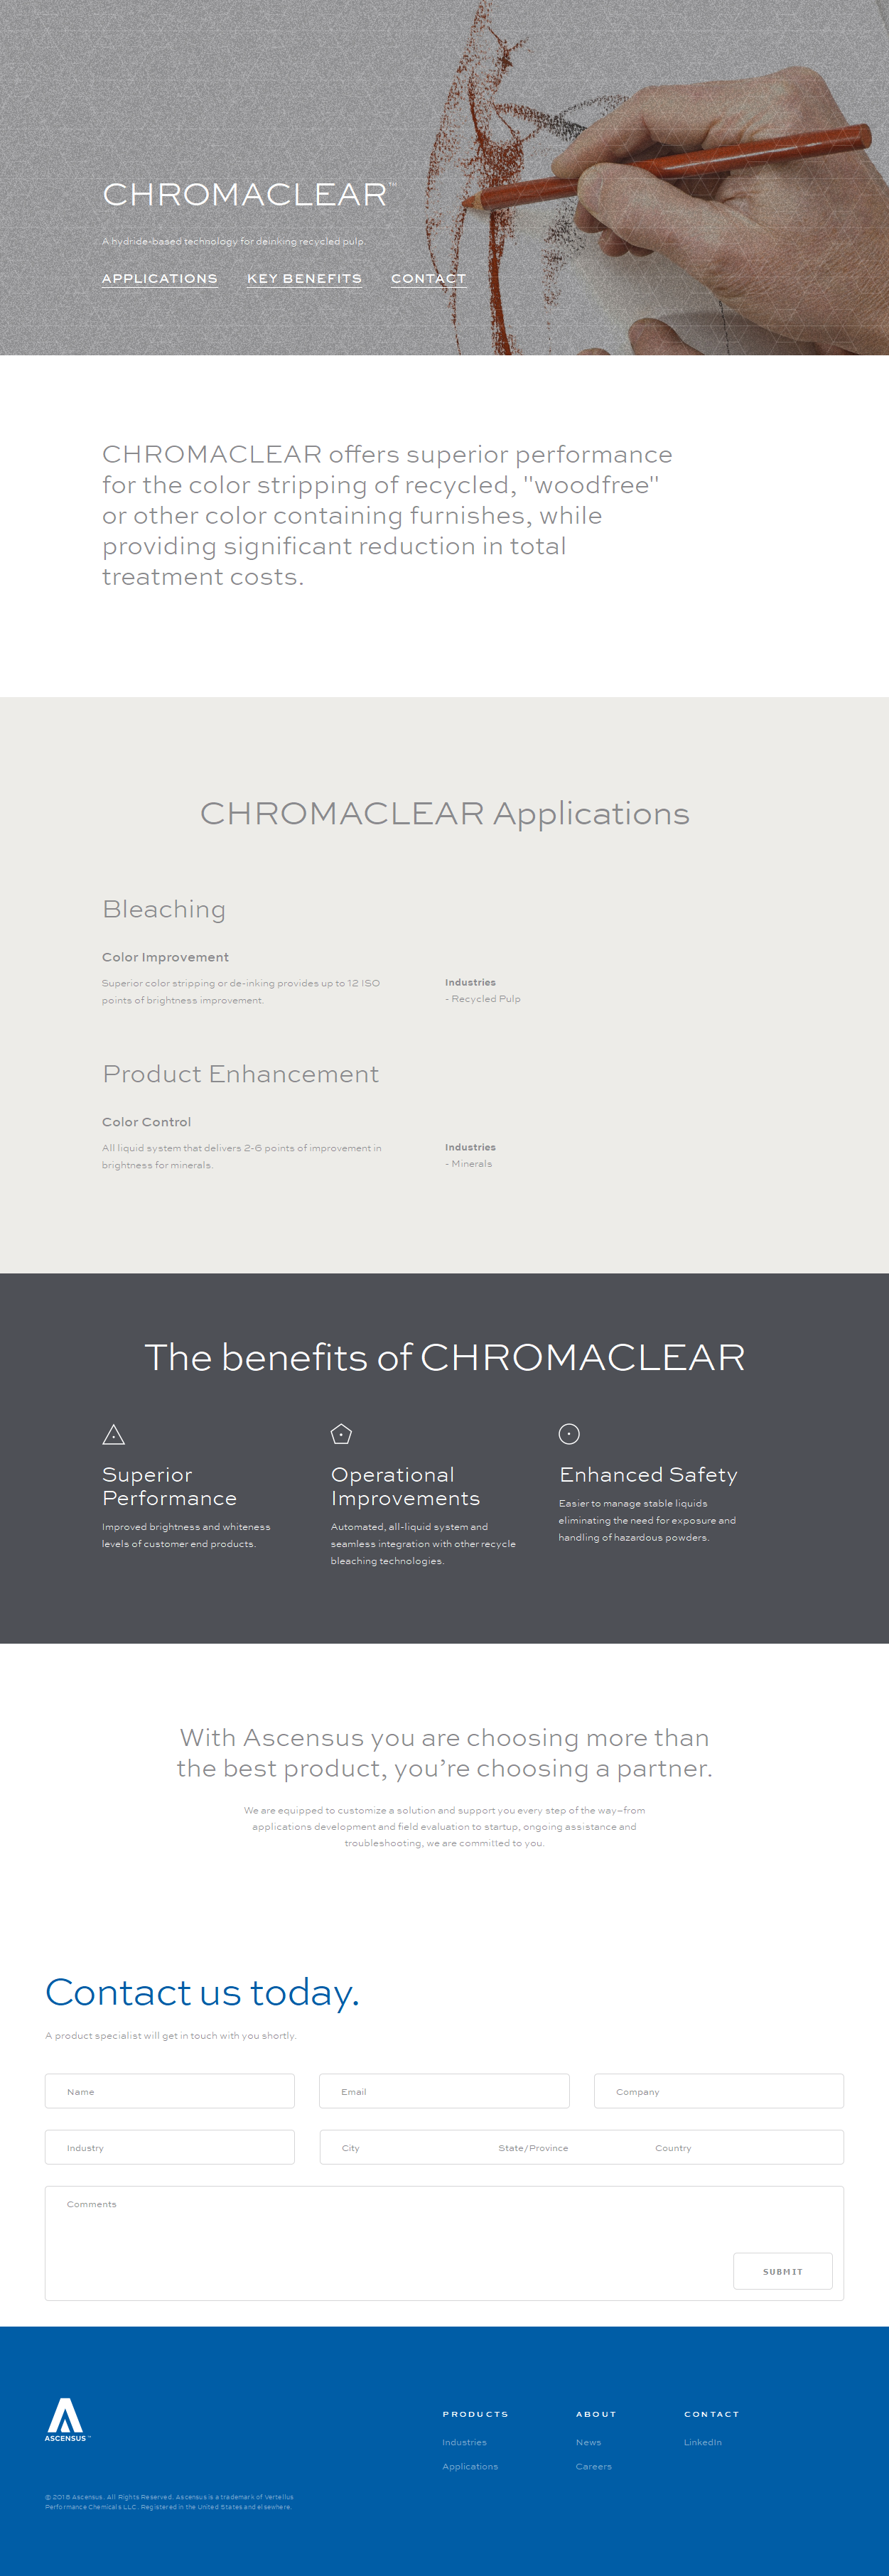 CHROMACLEAR™
A hydride-based technology for deinking recycled pulp.
APPLICATIONS KEY BENEFITS CONTACT
CHROMACLEAR offers superior performance
for the color stripping of recycled, "woodfree"
or other color containing furnishes, while
providing significant reduction in total
treatment costs.
CHROMACLEAR Applications
Bleaching
Color Improvement
Superior color stripping or de-inking provides up to 12 ISO
points of brightness improvement.
Industries
- Recycled Pulp
Product Enhancement
Color Control
All liquid system that delivers 2-6 points of improvement in
brightness for minerals.
Industries
- Minerals
The benefits of CHROMACLEAR
Superior
Performance
Improved brightness and whiteness
levels of customer end products.
Operational
Improvements
Automated, all-liquid system and
seamless integration with other recycle
bleaching technologies.
Enhanced Safety
Easier to manage stable liquids
eliminating the need for exposure and
handling of hazardous powders.
With Ascensus you are choosing more than
the best product, you’re choosing a partner.
We are equipped to customize a solution and support you every step of the way–from
applications development and field evaluation to startup, ongoing assistance and
troubleshooting, we are committed to you.
Contact us today.
A product specialist will get in touch with you shortly.
Name Email Company
Industry City State/Province Country
Comments
SUBMIT
ASCENSUS™
PRODUCTS
Industries
Applications
ABOUT
News
Careers
CONTACT
LinkedIn
© 2016 Ascensus. All Rights Reserved. Ascensus is a trademark of Vertellus
Performance Chemicals LLC. Registered in the United States and elsewhere.